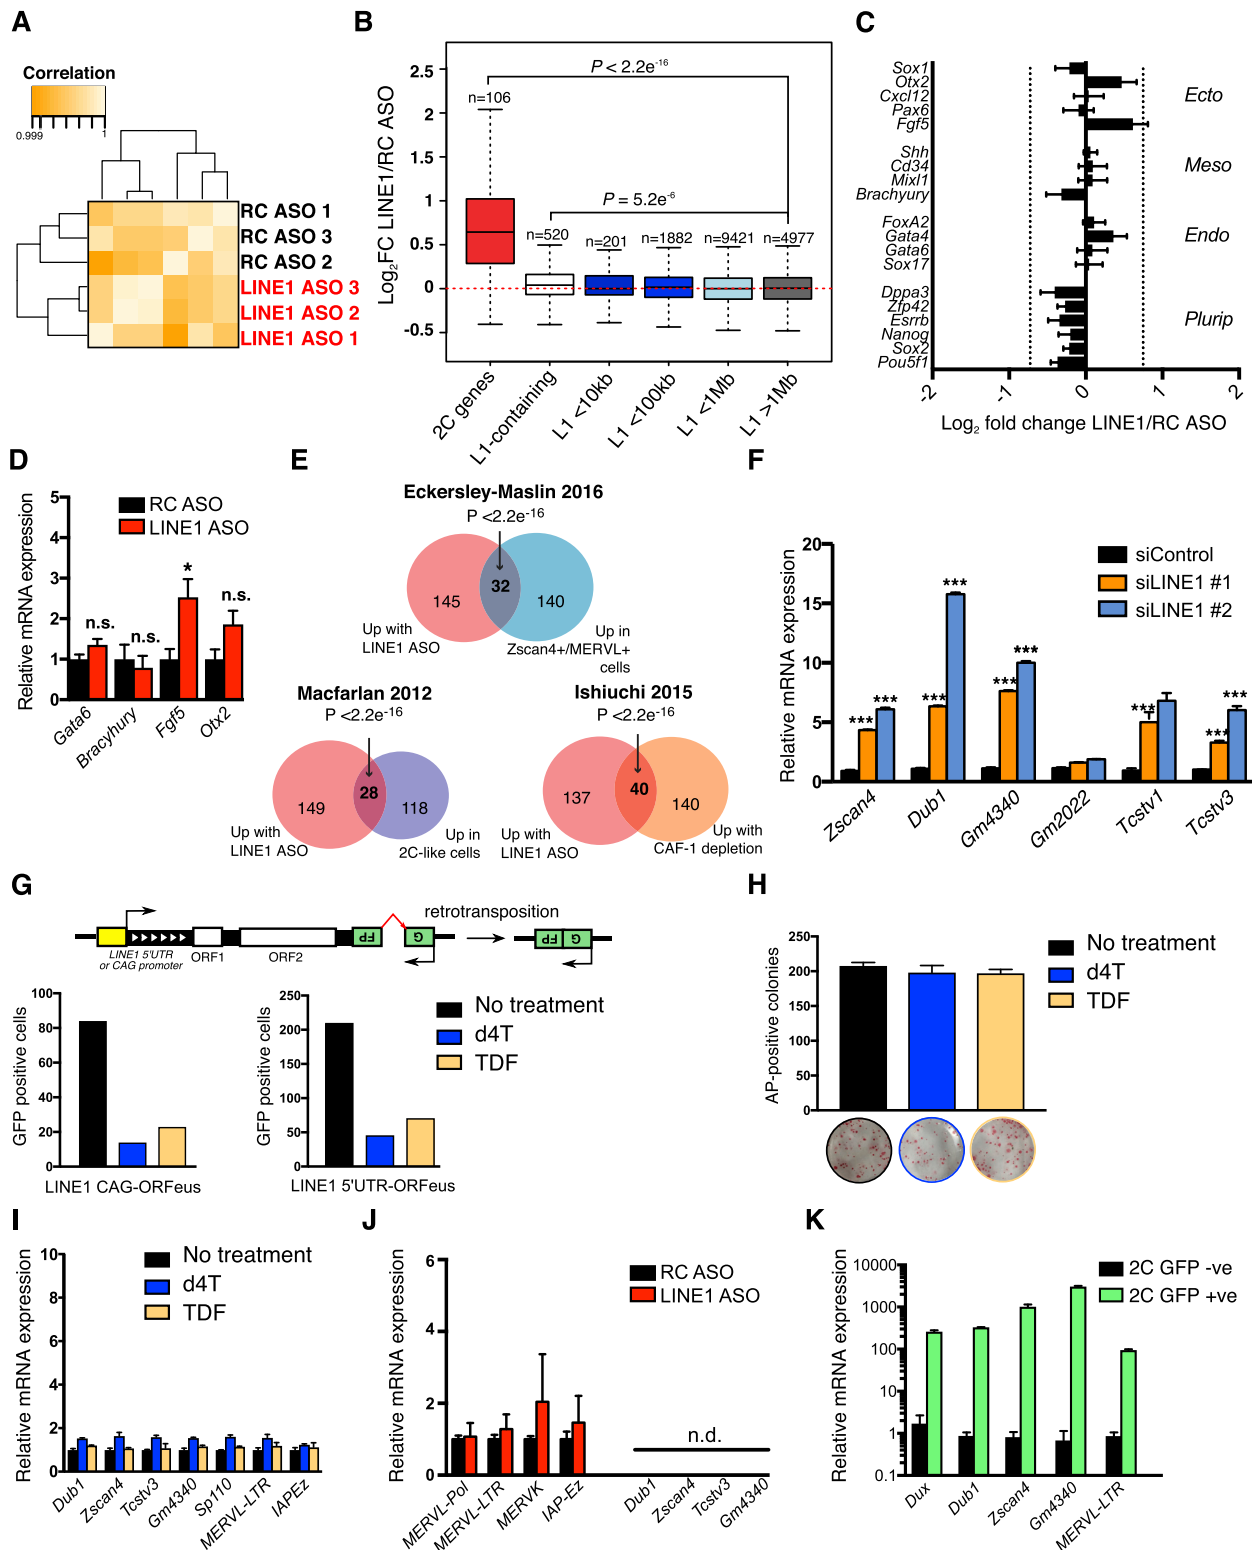 A
Correlation
0.999
1
RC ASO 1
RC ASO 3
RC ASO 2
LINE1 ASO 3
LINE1 ASO 2
LINE1 ASO 1
B
Log2FC LINE1/RC ASO
2.5
2
1.5
1
0.5
0
-0.5
P < 2.2e-16
P = 5.2e-6
n=106
n=520
n=201
n=1882
n=9421
n=4977
2C genes
L1-containing
L1 <10kb
L1 <100kb
L1 <1Mb
L1 >1Mb
C
Sox1
Otx2
Cxcl12
Pax6
Fgf5
Ecto
Shh
Cd34
Mixl1
Brachyury
Meso
FoxA2
Gata4
Gata6
Sox17
Endo
Dppa3
Zfp42
Esrrb
Nanog
Sox2
Pou5f1
Plurip
-2
-1
0
1
2
Log2 fold change LINE1/RC ASO
D
Relative mRNA expression
5
4
3
2
1
0
RC ASO
LINE1 ASO
n.s.
n.s.
*
n.s.
Gata6
Bracyhury
Fgf5
Otx2
E
Eckersley-Maslin 2016
P <2.2e-16
145
32
140
Up with
LINE1 ASO
Up in
Zscan4+/MERVL+
cells
Macfarlan 2012
P <2.2e-16
149
28
118
Up with
LINE1 ASO
Up in
2C-like cells
Ishiuchi 2015
P <2.2e-16
137
40
140
Up with
LINE1 ASO
Up with
CAF-1 depletion
F
Relative mRNA expression
20
15
10
5
0
siControl
siLINE1 #1
siLINE1 #2
***
***
***
***
***
***
***
***
***
Zscan4
Dub1
Gm4340
Gm2022
Tcstv1
Tcstv3
G
LINE1 5'UTR
or CAG promoter
ORF1
ORF2
FP
G
retrotransposition
FP
G
GFP positive cells
100
80
60
40
20
0
LINE1 CAG-ORFeus
GFP positive cells
250
200
150
100
50
0
LINE1 5'UTR-ORFeus
No treatment
d4T
TDF
H
AP-positive colonies
250
200
150
100
50
0
No treatment
d4T
TDF
I
Relative mRNA expression
10
8
6
4
2
0
No treatment
d4T
TDF
Dub1
Zscan4
Tcstv3
Gm4340
Sp110
MERVL-LTR
IAPEz
J
Relative mRNA expression
6
4
2
0
RC ASO
LINE1 ASO
n.d.
MERVL-Pol
MERVL-LTR
MERVK
IAP-Ez
Dub1
Zscan4
Tcstv3
Gm4340
K
Relative mRNA expression
10000
1000
100
10
1
0.1
2C GFP -ve
2C GFP +ve
Dux
Dub1
Zscan4
Gm4340
MERVL-LTR